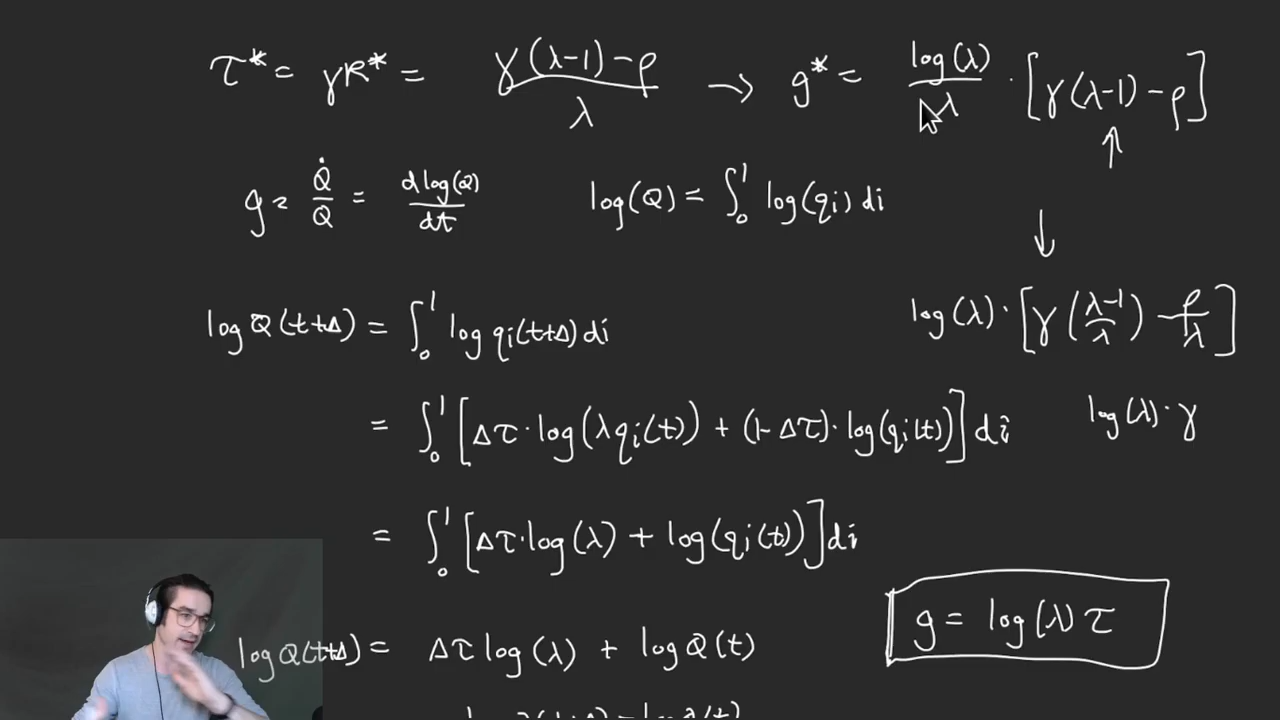 τ* = γR* = (γ(λ-1)-ρ)/λ → g* = log(λ)/λ · [γ(λ-1)-ρ]
↑
g = Q̇/Q = d log(Q)/dt log(Q) = ∫₀¹ log(qi) di
↓
log(λ)·[γ((λ-1)/λ) - ρ/λ]
log Q(t+Δ) = ∫₀¹ log qi(t+Δ) di
= ∫₀¹ [Δτ·log(λqi(t)) + (1-Δτ)·log(qi(t))] di
log(λ)·γ
= ∫₀¹ [Δτ·log(λ) + log(qi(t))] di
g = log(λ) τ
log Q(t+Δ) = Δτ log(λ) + log Q(t)